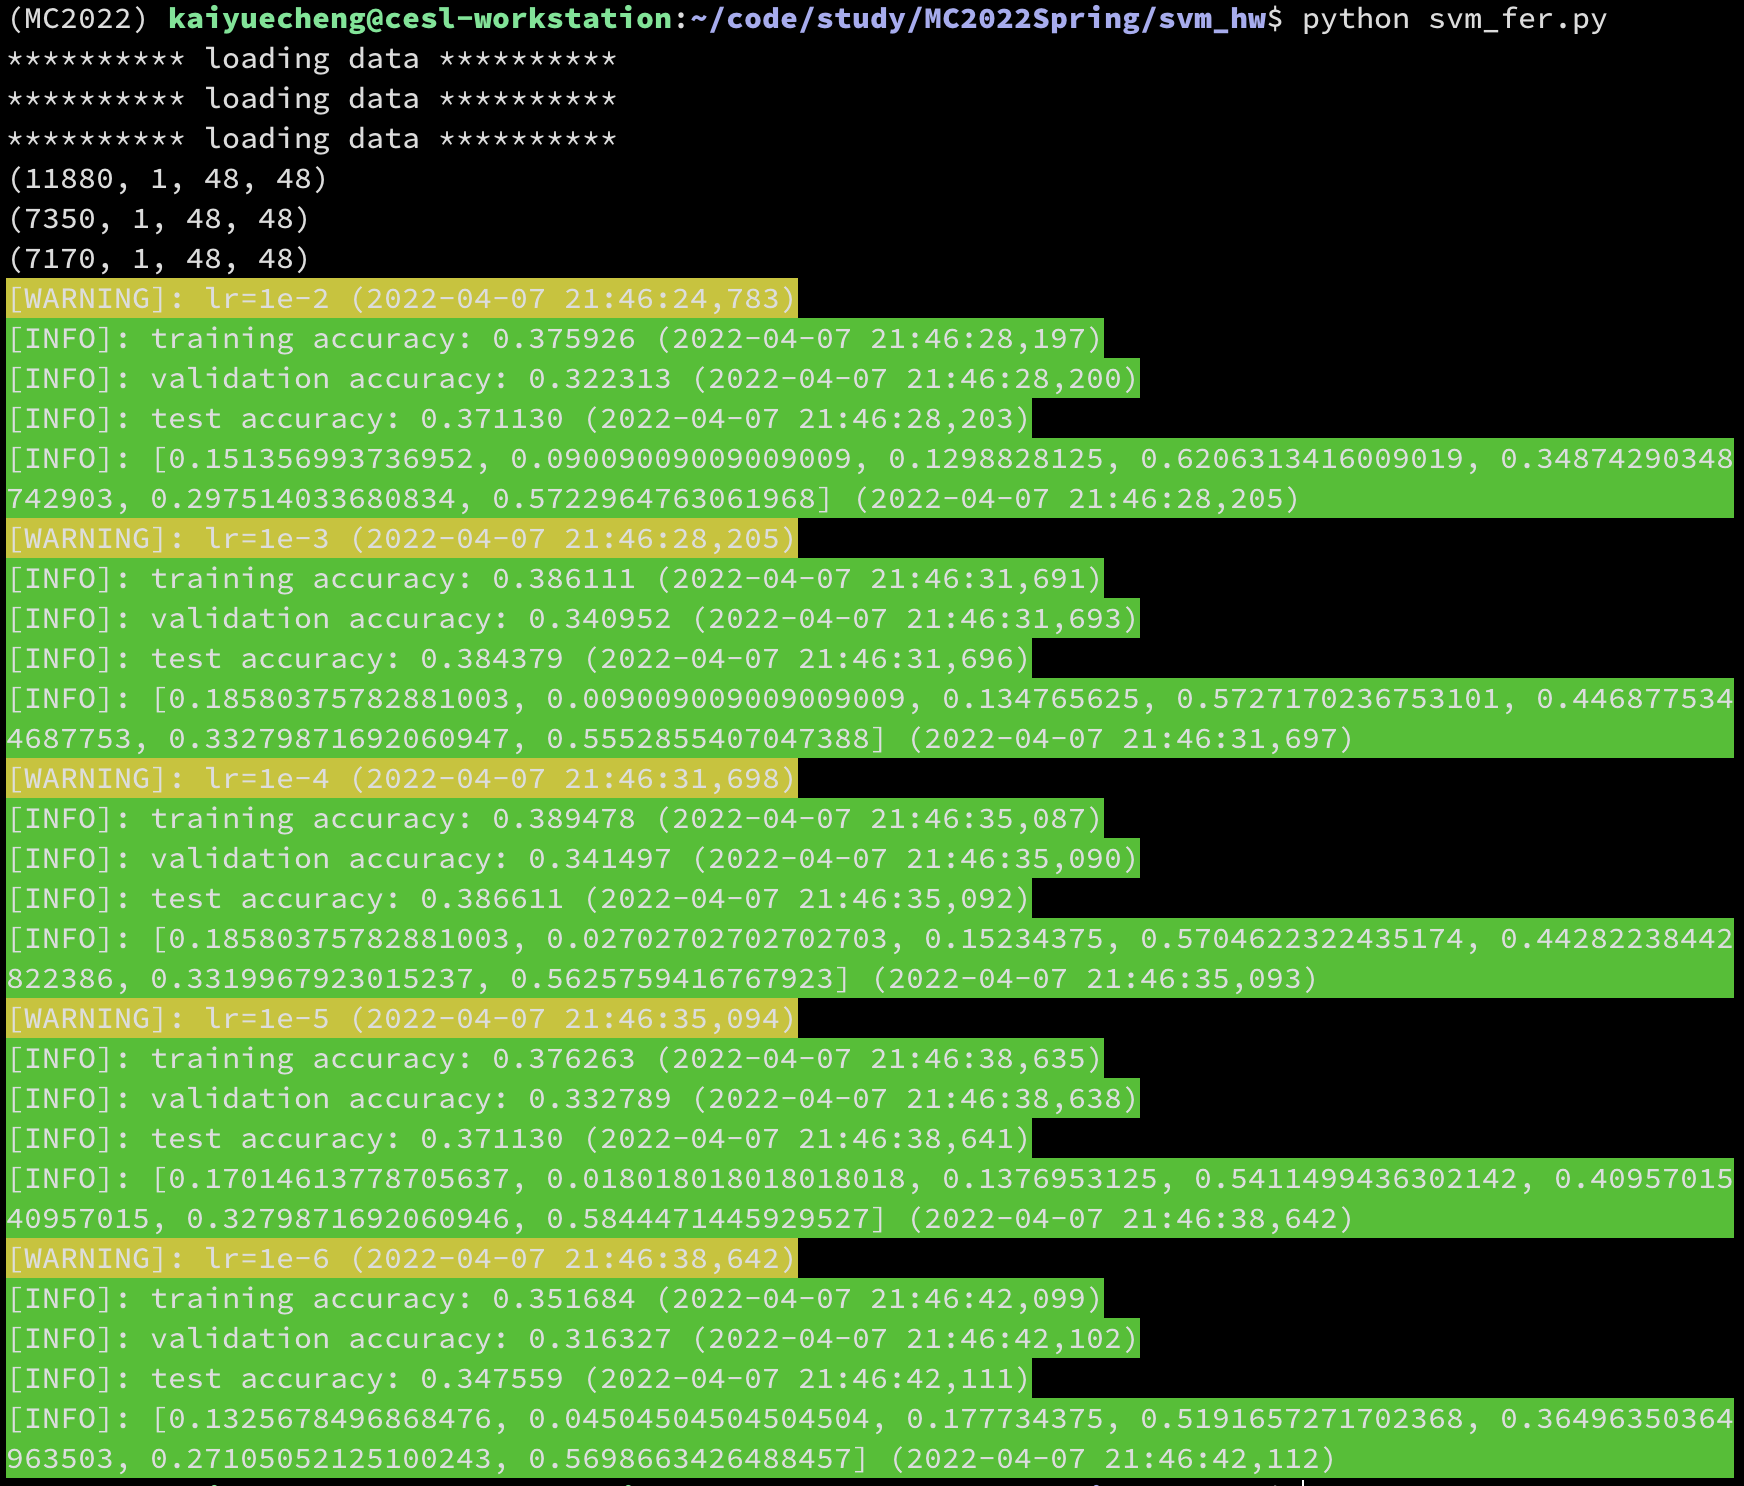 (MC2022) kaiyuecheng@cesl-workstation:~/code/study/MC2022Spring/svm_hw$ python svm_fer.py
********** loading data **********
********** loading data **********
********** loading data **********
(11880, 1, 48, 48)
(7350, 1, 48, 48)
(7170, 1, 48, 48)
[WARNING]: lr=1e-2 (2022-04-07 21:46:24,783)
[INFO]: training accuracy: 0.375926 (2022-04-07 21:46:28,197)
[INFO]: validation accuracy: 0.322313 (2022-04-07 21:46:28,200)
[INFO]: test accuracy: 0.371130 (2022-04-07 21:46:28,203)
[INFO]: [0.151356993736952, 0.09009009009009009, 0.1298828125, 0.6206313416009019, 0.34874290348
742903, 0.297514033680834, 0.5722964763061968] (2022-04-07 21:46:28,205)
[WARNING]: lr=1e-3 (2022-04-07 21:46:28,205)
[INFO]: training accuracy: 0.386111 (2022-04-07 21:46:31,691)
[INFO]: validation accuracy: 0.340952 (2022-04-07 21:46:31,693)
[INFO]: test accuracy: 0.384379 (2022-04-07 21:46:31,696)
[INFO]: [0.18580375782881003, 0.009009009009009009, 0.134765625, 0.5727170236753101, 0.446877534
4687753, 0.33279871692060947, 0.5552855407047388] (2022-04-07 21:46:31,697)
[WARNING]: lr=1e-4 (2022-04-07 21:46:31,698)
[INFO]: training accuracy: 0.389478 (2022-04-07 21:46:35,087)
[INFO]: validation accuracy: 0.341497 (2022-04-07 21:46:35,090)
[INFO]: test accuracy: 0.386611 (2022-04-07 21:46:35,092)
[INFO]: [0.18580375782881003, 0.02702702702702703, 0.15234375, 0.5704622322435174, 0.44282238442
822386, 0.3319967923015237, 0.5625759416767923] (2022-04-07 21:46:35,093)
[WARNING]: lr=1e-5 (2022-04-07 21:46:35,094)
[INFO]: training accuracy: 0.376263 (2022-04-07 21:46:38,635)
[INFO]: validation accuracy: 0.332789 (2022-04-07 21:46:38,638)
[INFO]: test accuracy: 0.371130 (2022-04-07 21:46:38,641)
[INFO]: [0.17014613778705637, 0.018018018018018018, 0.1376953125, 0.5411499436302142, 0.40957015
40957015, 0.3279871692060946, 0.5844471445929527] (2022-04-07 21:46:38,642)
[WARNING]: lr=1e-6 (2022-04-07 21:46:38,642)
[INFO]: training accuracy: 0.351684 (2022-04-07 21:46:42,099)
[INFO]: validation accuracy: 0.316327 (2022-04-07 21:46:42,102)
[INFO]: test accuracy: 0.347559 (2022-04-07 21:46:42,111)
[INFO]: [0.1325678496868476, 0.04504504504504504, 0.177734375, 0.5191657271702368, 0.36496350364
963503, 0.27105052125100243, 0.5698663426488457] (2022-04-07 21:46:42,112)